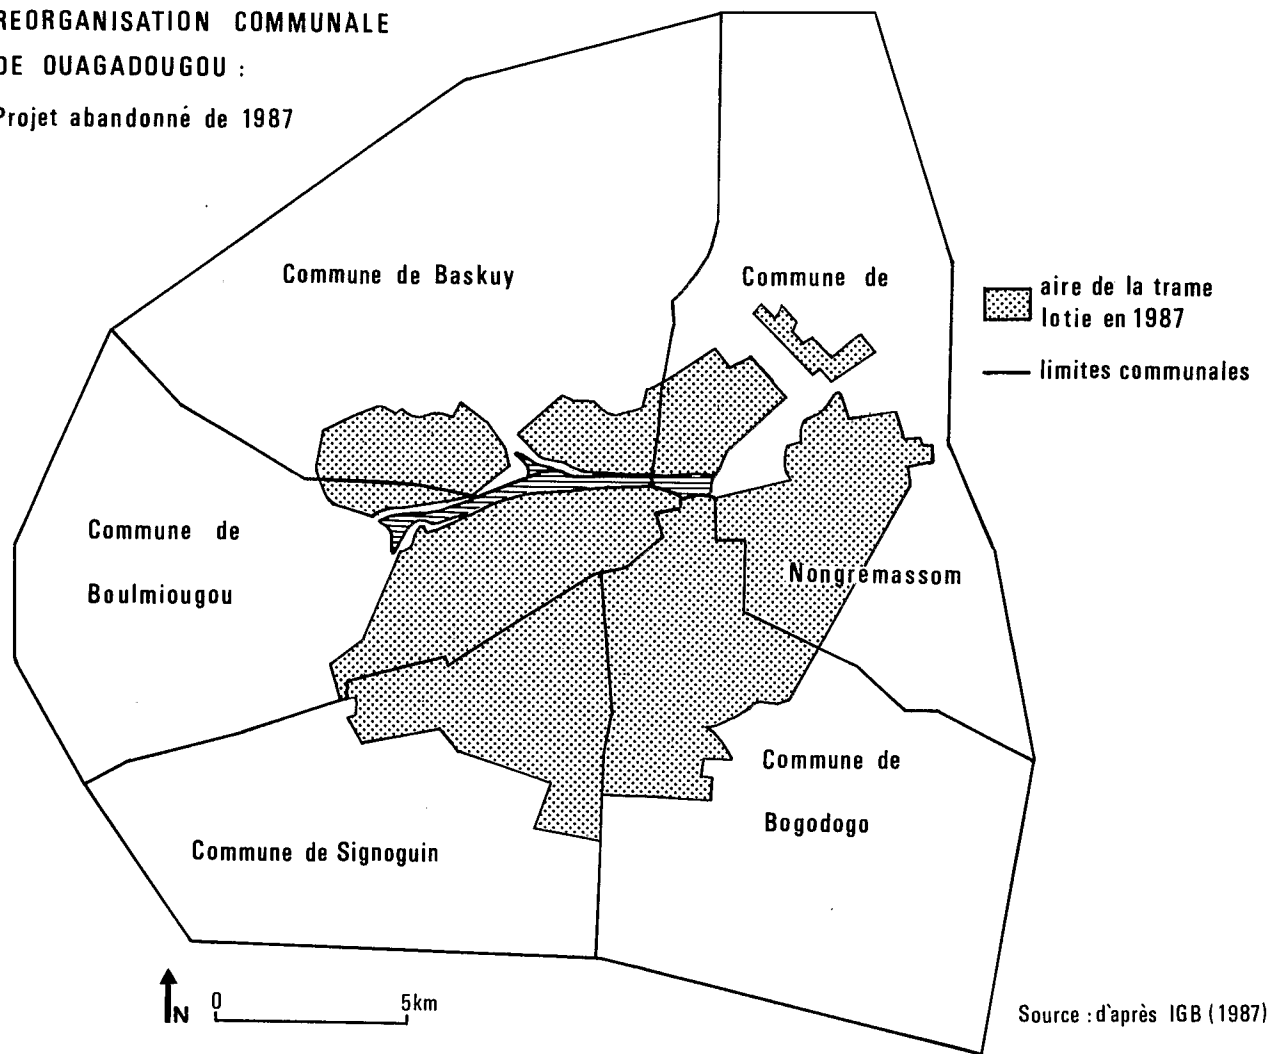 REORGANISATION COMMUNALE
DE OUAGADOUGOU :
Projet abandonné de 1987
Commune de Baskuy
Commune de
Nongremassom
aire de la trame
lotie en 1987
limites communales
Commune de
Boulmiougou
Commune de
Bogodogo
Commune de Signoguin
N
0 5km
Source : d'après IGB (1987)